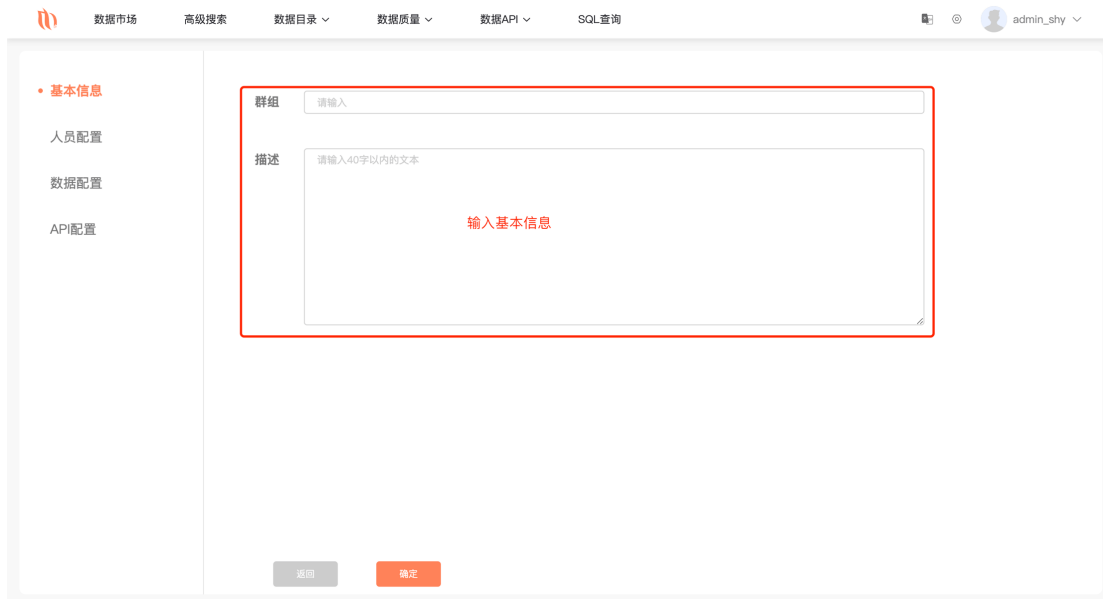 数据市场 高级搜索 数据目录 数据质量 数据API SQL查询 admin_shy
基本信息
人员配置
数据配置
API配置
群组 请输入
描述 请输入40字以内的文本
输入基本信息
返回 确定